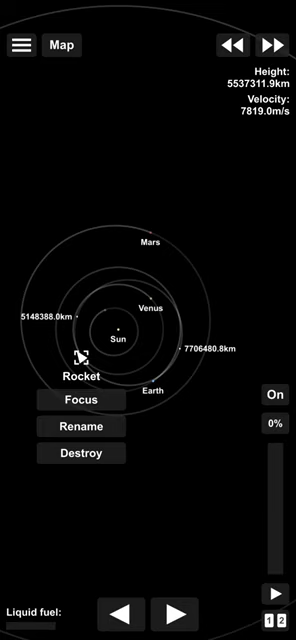 Map
Height:
5537311.9km
Velocity:
7819.0m/s
Mars
Venus
5148388.0km
Sun
7706480.8km
Rocket
Earth
Focus
On
Rename
0%
Destroy
Liquid fuel:
1 2